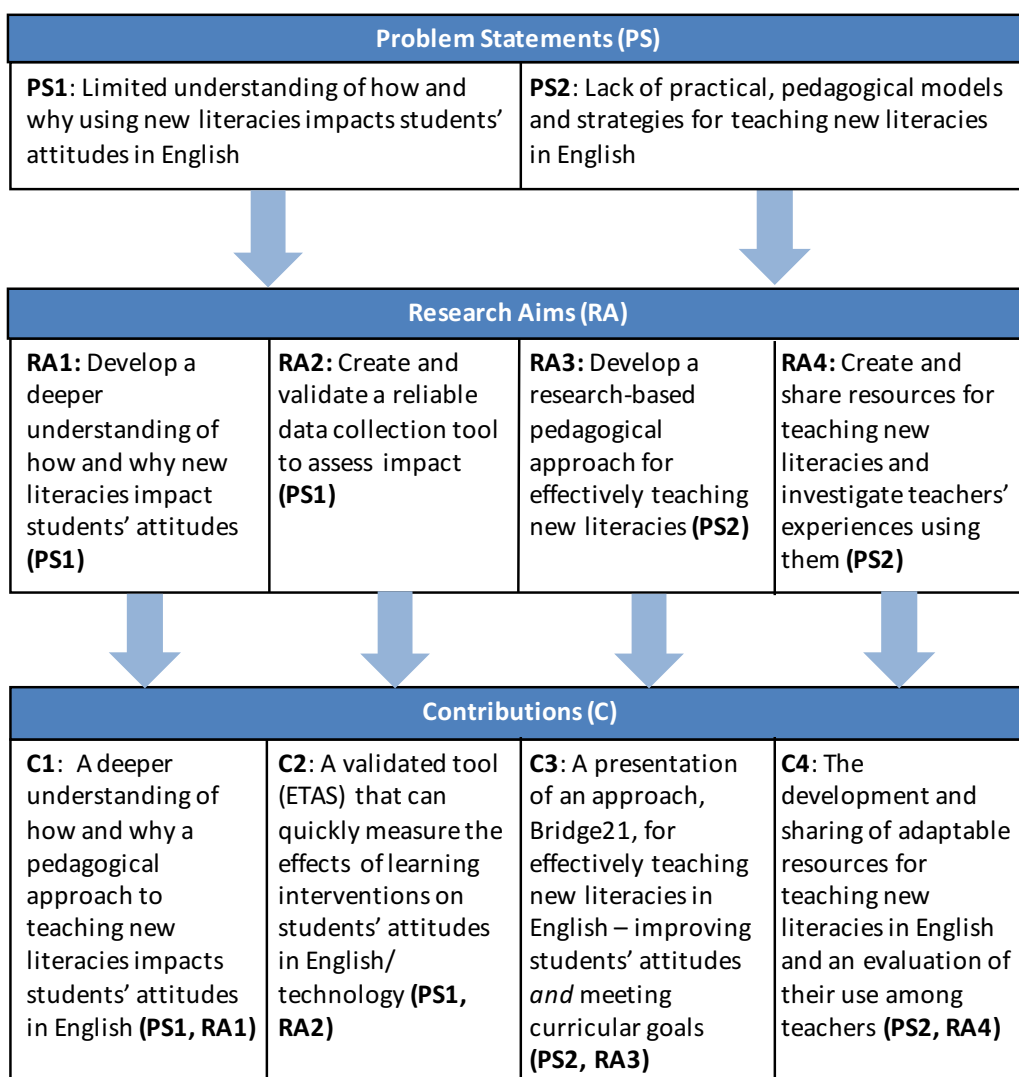 Problem Statements (PS)
PS1: Limited understanding of how and
why using new literacies impacts students’
attitudes in English
PS2: Lack of practical, pedagogical models
and strategies for teaching new literacies
in English
Research Aims (RA)
RA1: Develop a
deeper
understanding of
how and why new
literacies impact
students’ attitudes
(PS1)
RA2: Create and
validate a reliable
data collection tool
to assess impact
(PS1)
RA3: Develop a
research-based
pedagogical
approach for
effectively teaching
new literacies (PS2)
RA4: Create and
share resources for
teaching new
literacies and
investigate teachers’
experiences using
them (PS2)
Contributions (C)
C1: A deeper
understanding of
how and why a
pedagogical
approach to
teaching new
literacies impacts
students’ attitudes
in English (PS1, RA1)
C2: A validated tool
(ETAS) that can
quickly measure the
effects of learning
interventions on
students’ attitudes
in English/
technology (PS1,
RA2)
C3: A presentation
of an approach,
Bridge21, for
effectively teaching
new literacies in
English – improving
students’ attitudes
and meeting
curricular goals
(PS2, RA3)
C4: The
development and
sharing of adaptable
resources for
teaching new
literacies in English
and an evaluation of
their use among
teachers (PS2, RA4)